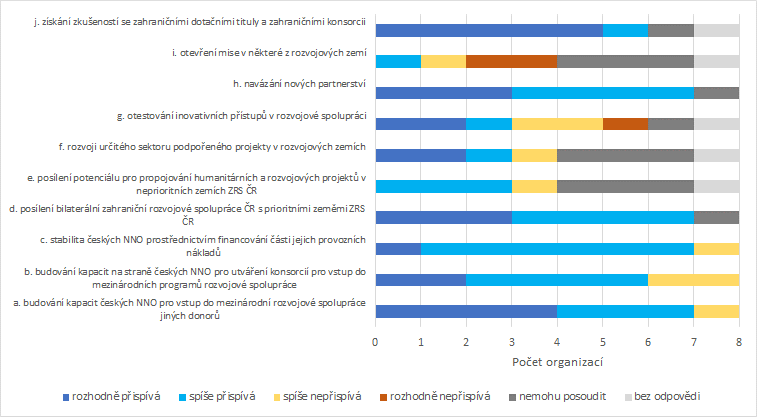 j. získání zkušeností se zahraničními dotačními tituly a zahraničními konsorcii
i. otevření mise v některé z rozvojových zemí
h. navázání nových partnerství
g. otestování inovativních přístupů v rozvojové spolupráci
f. rozvoji určitého sektoru podpořeného projekty v rozvojových zemích
e. posílení potenciálu pro propojování humanitárních a rozvojových projektů v
neprioritních zemích ZRS ČR
d. posílení bilaterální zahraniční rozvojové spolupráce ČR s prioritními zeměmi ZRS
ČR
c. stabilita českých NNO prostřednictvím financování části jejich provozních
nákladů
b. budování kapacit na straně českých NNO pro utváření konsorcií pro vstup do
mezinárodních programů rozvojové spolupráce
a. budování kapacit českých NNO pro vstup do mezinárodní rozvojové spolupráce
jiných donorů
0 1 2 3 4 5 6 7 8
Počet organizací
rozhodně přispívá spíše přispívá spíše nepřispívá rozhodně nepřispívá nemohu posoudit bez odpovědi